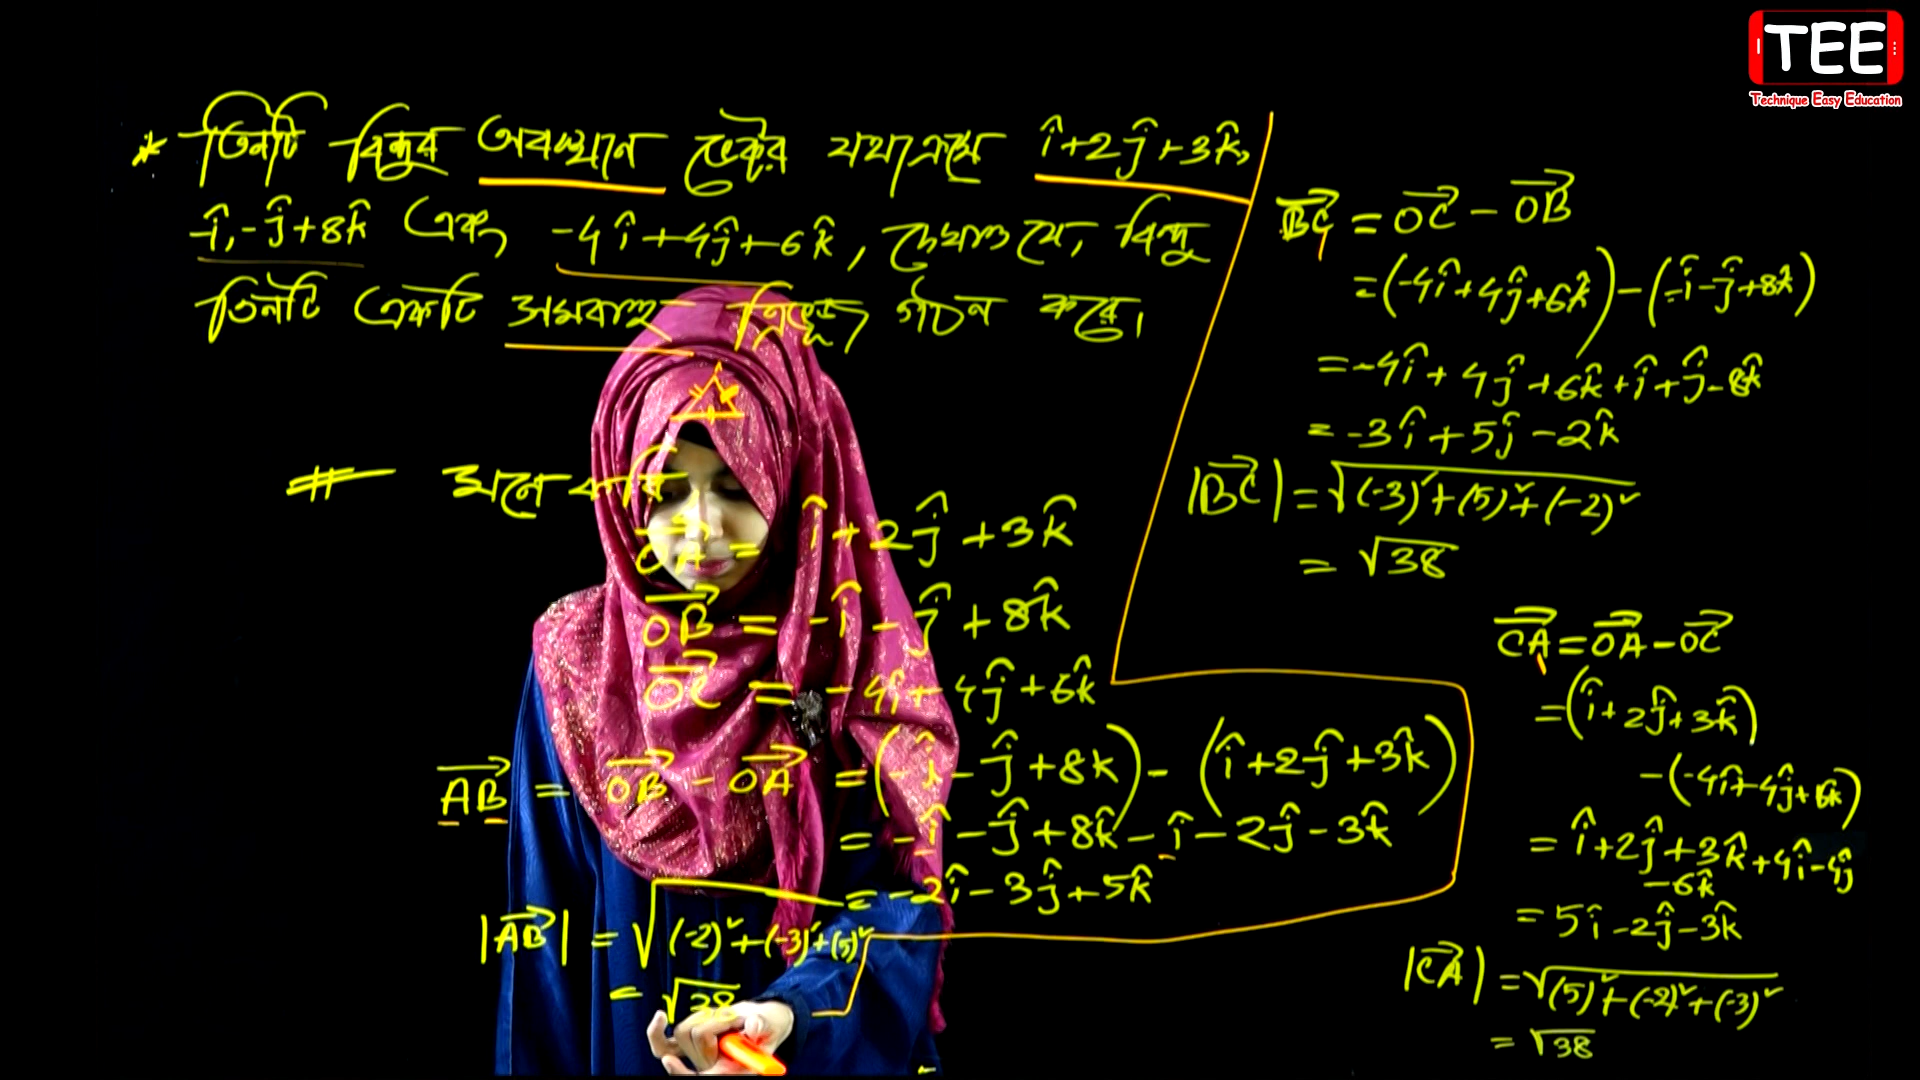 TEE
Technique Easy Education
* তিনটি বিন্দুর অবস্থান ভেক্টর যথাক্রমে î+2ĵ+3k̂,
-î,-ĵ+8k̂ এবং -4î+4ĵ+6k̂, দেখাও যে, বিন্দু
তিনটি একটি সমবাহু ত্রিভুজ গঠন করে।
# মনে করি
→OA = î+2ĵ+3k̂
→OB = -î-ĵ+8k̂
→OC = -4î+4ĵ+6k̂
→AB = →OB - →OA = (-î-ĵ+8k) - (î+2ĵ+3k̂)
= -î-ĵ+8k̂-î-2ĵ-3k̂
= -2î-3ĵ+5k̂
|→AB| = √(-2)²+(-3)²+(5)²
= √38
→BC = →OC - →OB
=(-4î+4ĵ+6k̂)-(-î-ĵ+8k̂)
=-4î+4ĵ+6k̂+î+ĵ-8k̂
= -3î+5ĵ-2k̂
|→BC| = √(-3)²+(5)²+(-2)²
= √38
→CA = →OA - →OC
=(î+2ĵ+3k̂)
-(-4î+4ĵ+6k̂)
= î+2ĵ+3k̂+4î-4ĵ
-6k̂
= 5î-2ĵ-3k̂
|→CA| = √(5)²+(-2)²+(-3)²
= √38